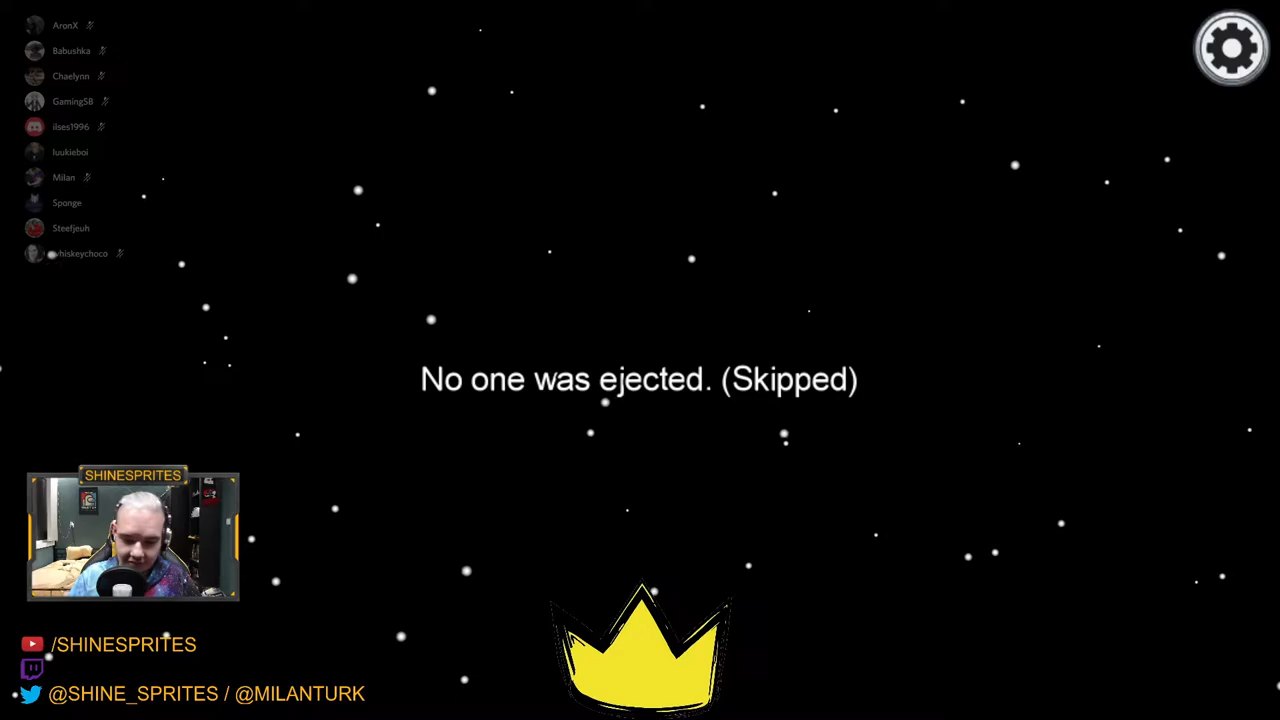 AronX
Babushka
Chaelynn
GamingSB
ilses1996
luukieboi
Milan
Sponge
Steefjeuh
whiskeychoco
No one was ejected. (Skipped)
SHINESPRITES
/SHINESPRITES
@SHINE_SPRITES / @MILANTURK